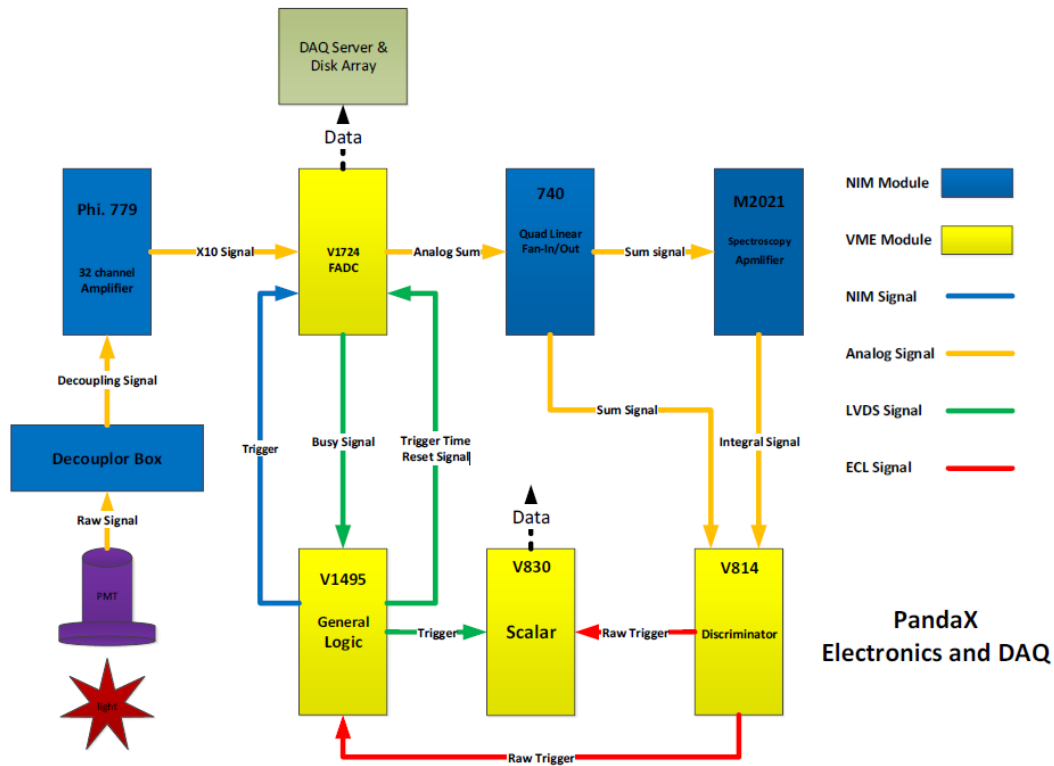 DAQ Server &
Disk Array
Data
Phi. 779
32 channel
Amplifier
X10 Signal
V1724
FADC
Analog Sum
740
Quad Linear
Fan-In/Out
Sum signal
M2021
Spectroscopy
Apmlifier
NIM Module
VME Module
NIM Signal
Analog Signal
LVDS Signal
ECL Signal
Decoupling Signal
Decouplor Box
Raw Signal
PMT
light
Trigger
Busy Signal
Trigger Time
Reset Signal
Sum Signal
Integral Signal
Data
V1495
General
Logic
Trigger
V830
Scalar
Raw Trigger
V814
Discriminator
Raw Trigger
PandaX
Electronics and DAQ